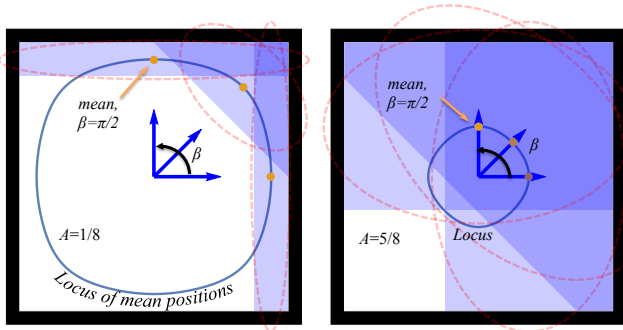 mean,
β=π/2
β
A=1/8
Locus of mean positions
mean,
β=π/2
β
A=5/8
Locus